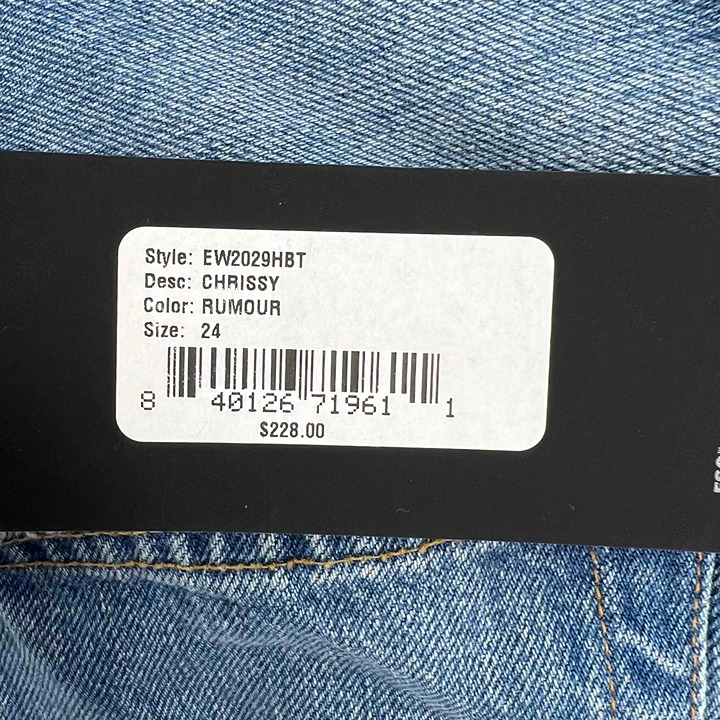 Style: EW2029HBT
Desc: CHRISSY
Color: RUMOUR
Size: 24
8 40126 71961 1
$228.00